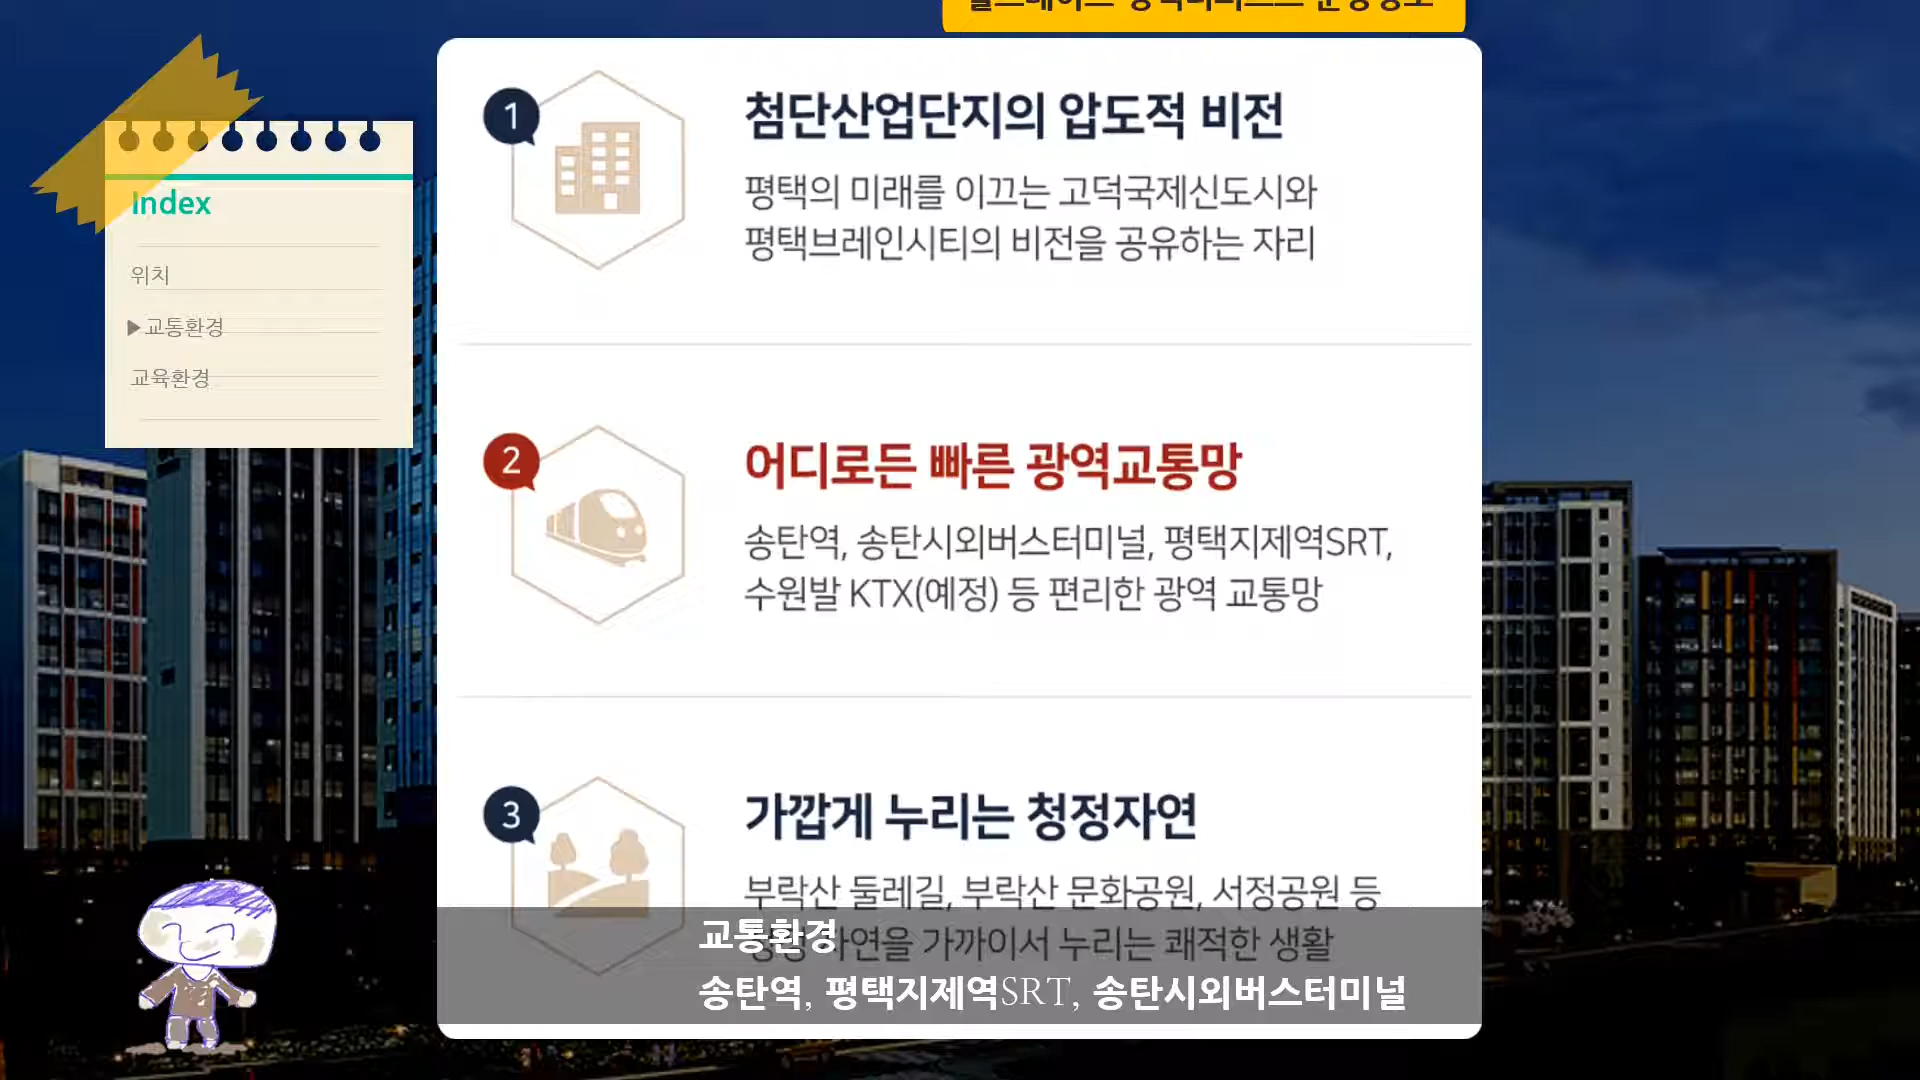 Index
위치
▶교통환경
교육환경
1
첨단산업단지의 압도적 비전
평택의 미래를 이끄는 고덕국제신도시와
평택브레인시티의 비전을 공유하는 자리
2
어디로든 빠른 광역교통망
송탄역, 송탄시외버스터미널, 평택지제역SRT,
수원발 KTX(예정) 등 편리한 광역 교통망
3
가깝게 누리는 청정자연
부락산 둘레길, 부락산 문화공원, 서정공원 등
자연을 가까이서 누리는 쾌적한 생활
교통환경
송탄역, 평택지제역SRT, 송탄시외버스터미널